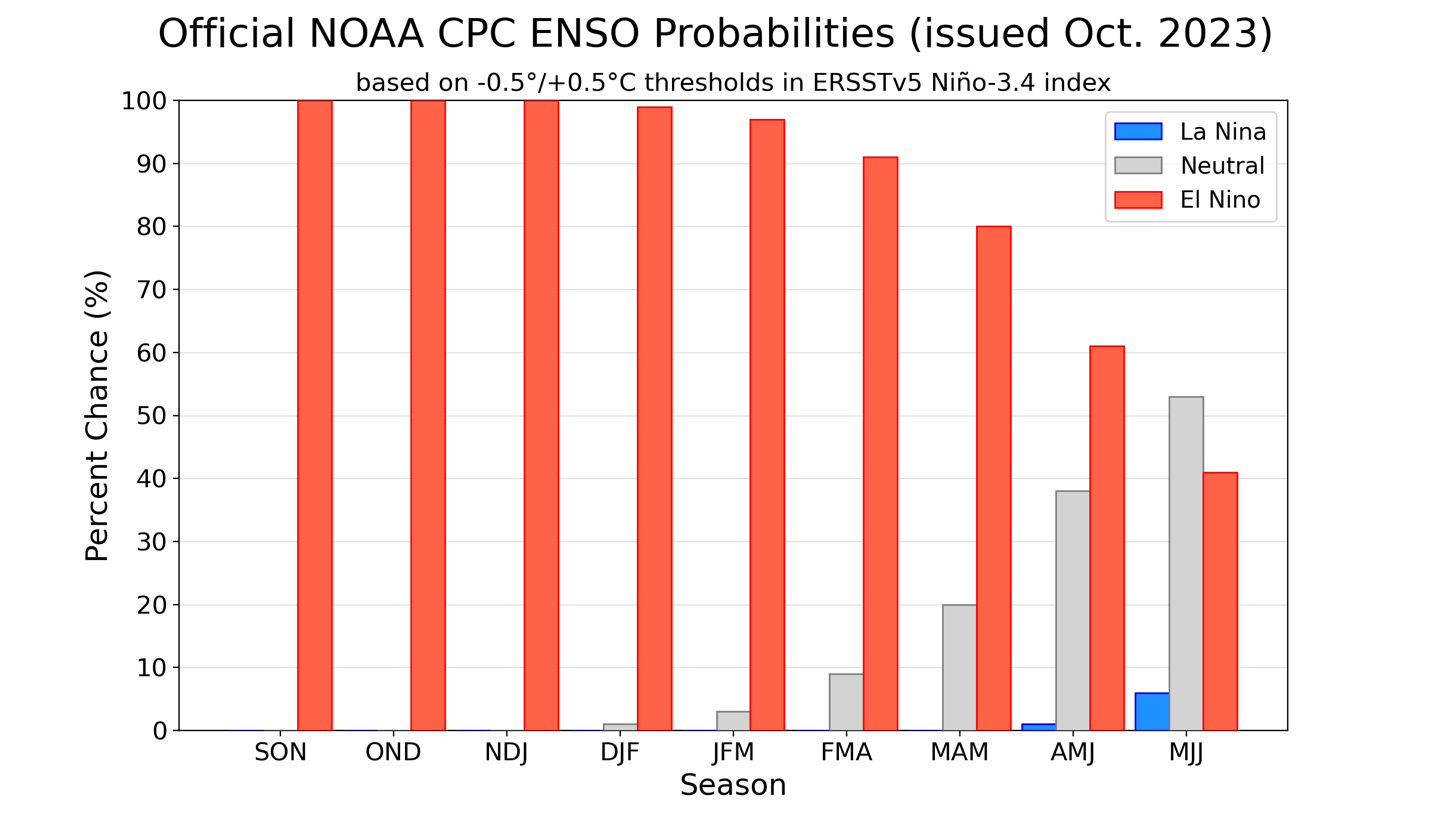 Official NOAA CPC ENSO Probabilities (issued Oct. 2023)
based on -0.5°/+0.5°C thresholds in ERSSTv5 Niño-3.4 index
100
90
80
70
60
50
40
30
20
10
0
Percent Chance (%)
La Nina
Neutral
El Nino
SON OND NDJ DJF JFM FMA MAM AMJ MJJ
Season